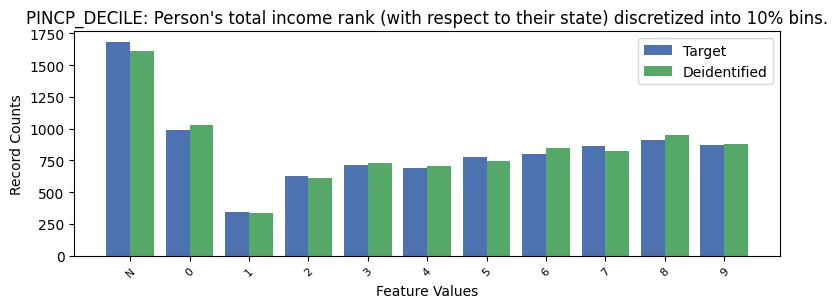 PINCP_DECILE: Person's total income rank (with respect to their state) discretized into 10% bins.
1750
1500
1250
1000
750
500
250
0
Record Counts
Target
Deidentified
N 0 1 2 3 4 5 6 7 8 9
Feature Values